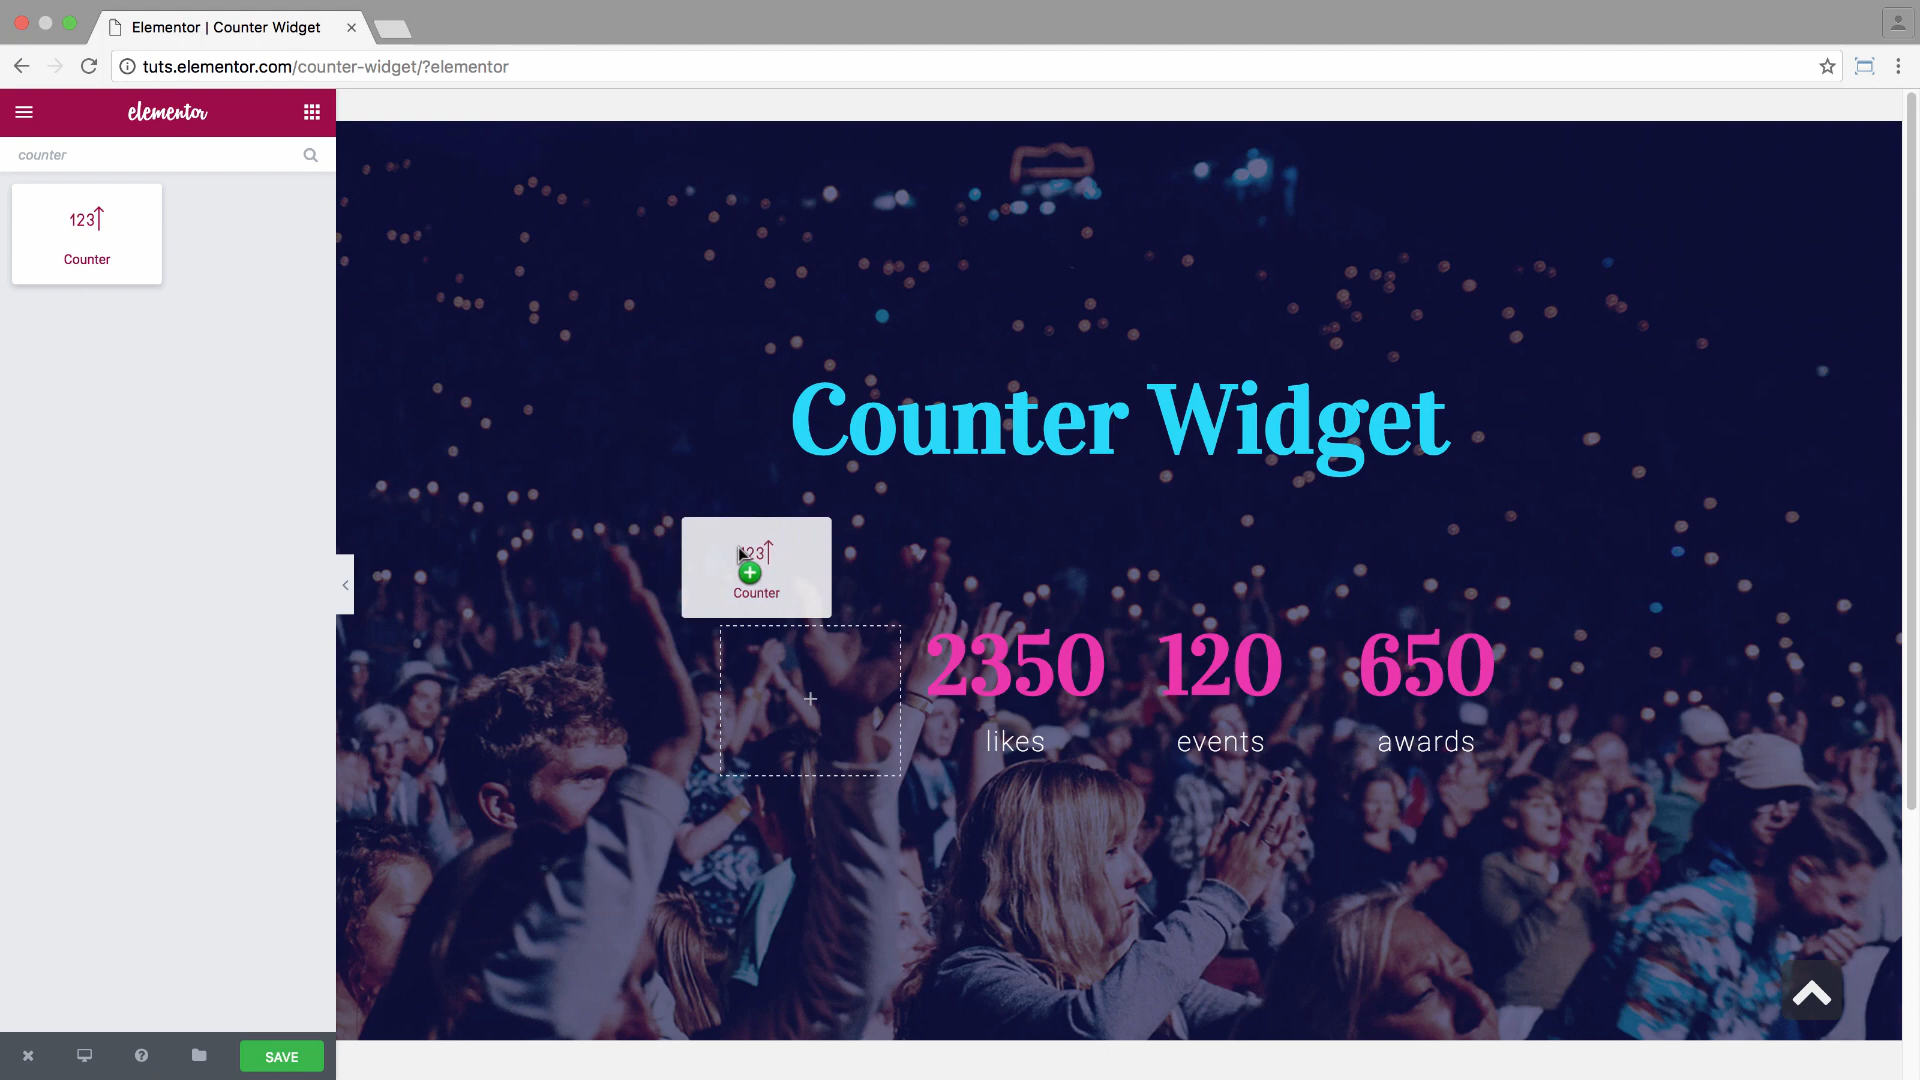 Elementor | Counter Widget
tuts.elementor.com/counter-widget/?elementor
elementor
counter
123
Counter
Counter Widget
123
Counter
2350 120 650
likes events awards
SAVE